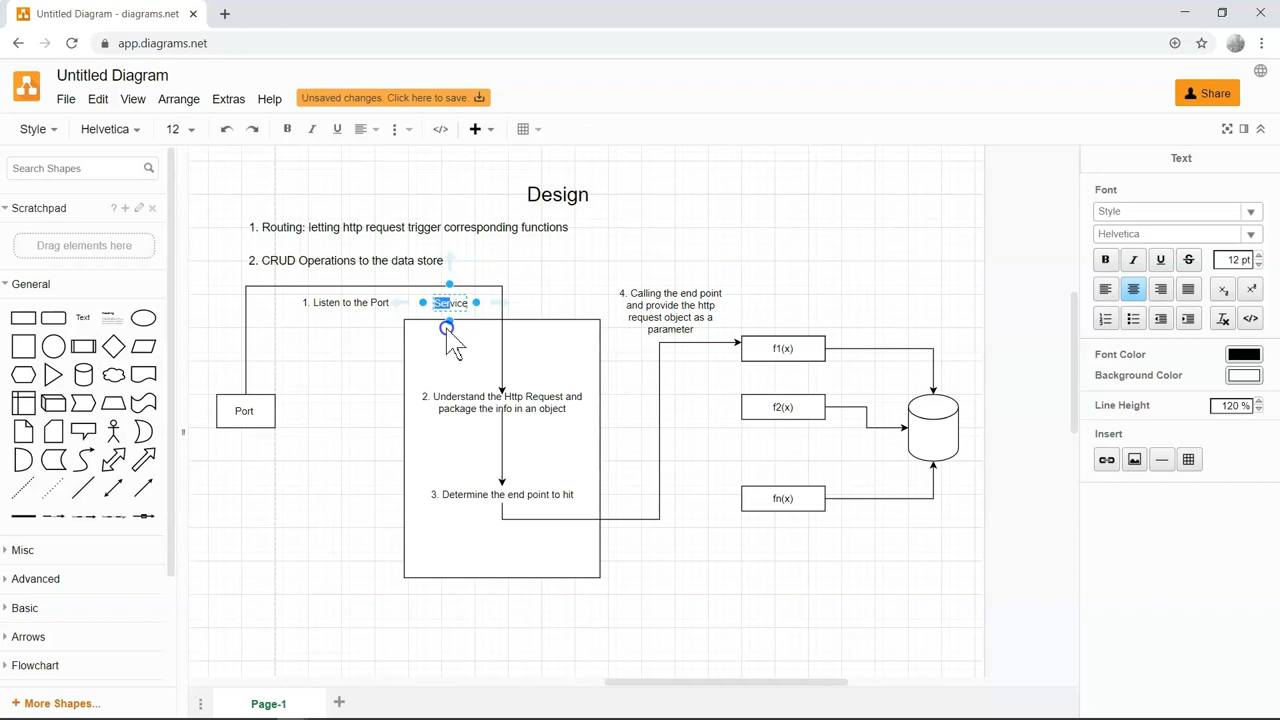 Untitled Diagram - diagrams.net
app.diagrams.net
Untitled Diagram
File Edit View Arrange Extras Help
Unsaved changes. Click here to save.
Share
Style Helvetica 12 B I U </>
Search Shapes
Scratchpad
?
Drag elements here
General
Text
Misc
Advanced
Basic
Arrows
Flowchart
+ More Shapes...
Design
1. Routing: letting http request trigger corresponding functions
2. CRUD Operations to the data store
1. Listen to the Port
Service
4. Calling the end point
and provide the http
request object as a
parameter
Port
2. Understand the Http Request and
package the info in an object
3. Determine the end point to hit
f1(x)
f2(x)
fn(x)
Page-1
Text
Font
Style
Helvetica
B I U S 12 pt
Font Color
Background Color
Line Height 120 %
Insert